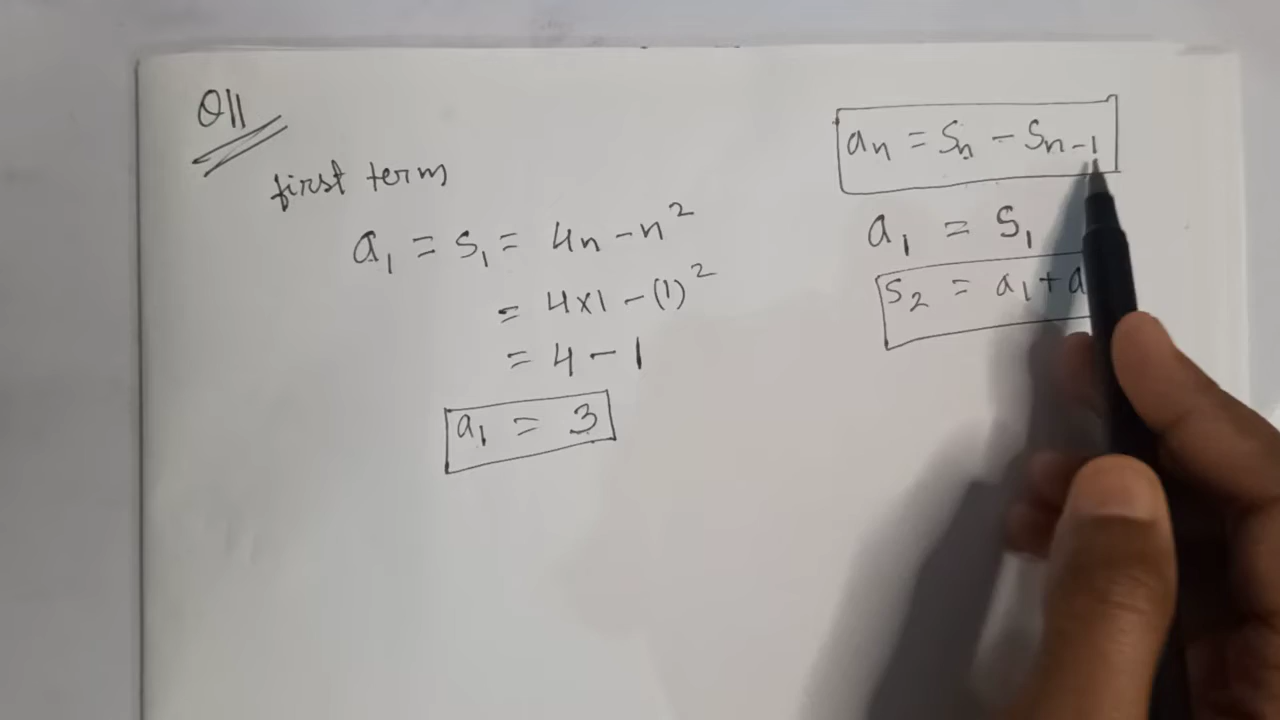 Q11
first term
a₁ = S₁ = 4n - n²
= 4×1 - (1)²
= 4 - 1
a₁ = 3
aₙ = Sₙ - Sₙ₋₁
a₁ = S₁
S₂ = a₁ + a